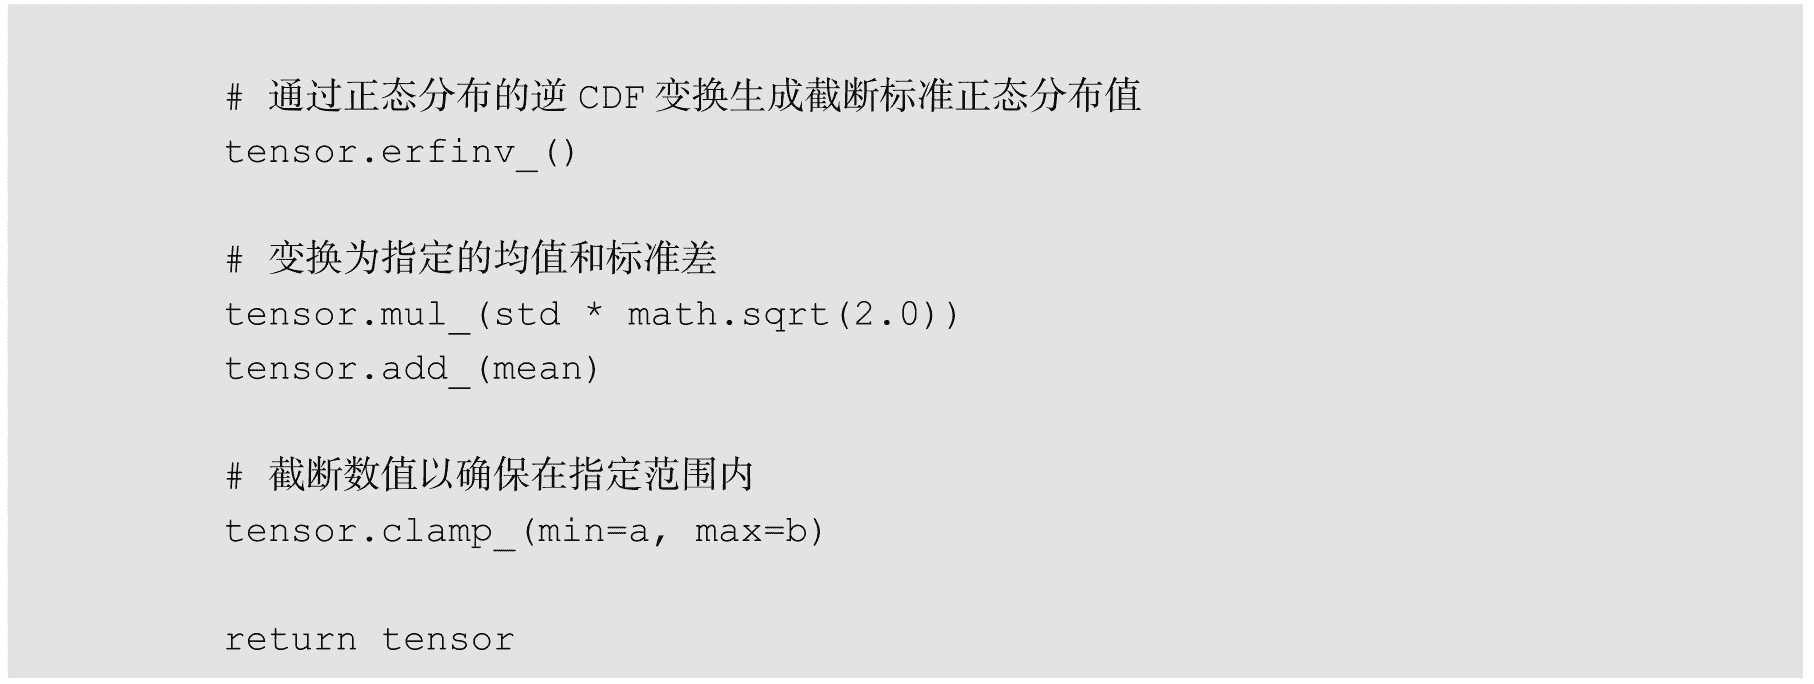 # 通过正态分布的逆 CDF 变换生成截断标准正态分布值
tensor.erfinv_()
# 变换为指定的均值和标准差
tensor.mul_(std * math.sqrt(2.0))
tensor.add_(mean)
# 截断数值以确保在指定范围内
tensor.clamp_(min=a, max=b)
return tensor